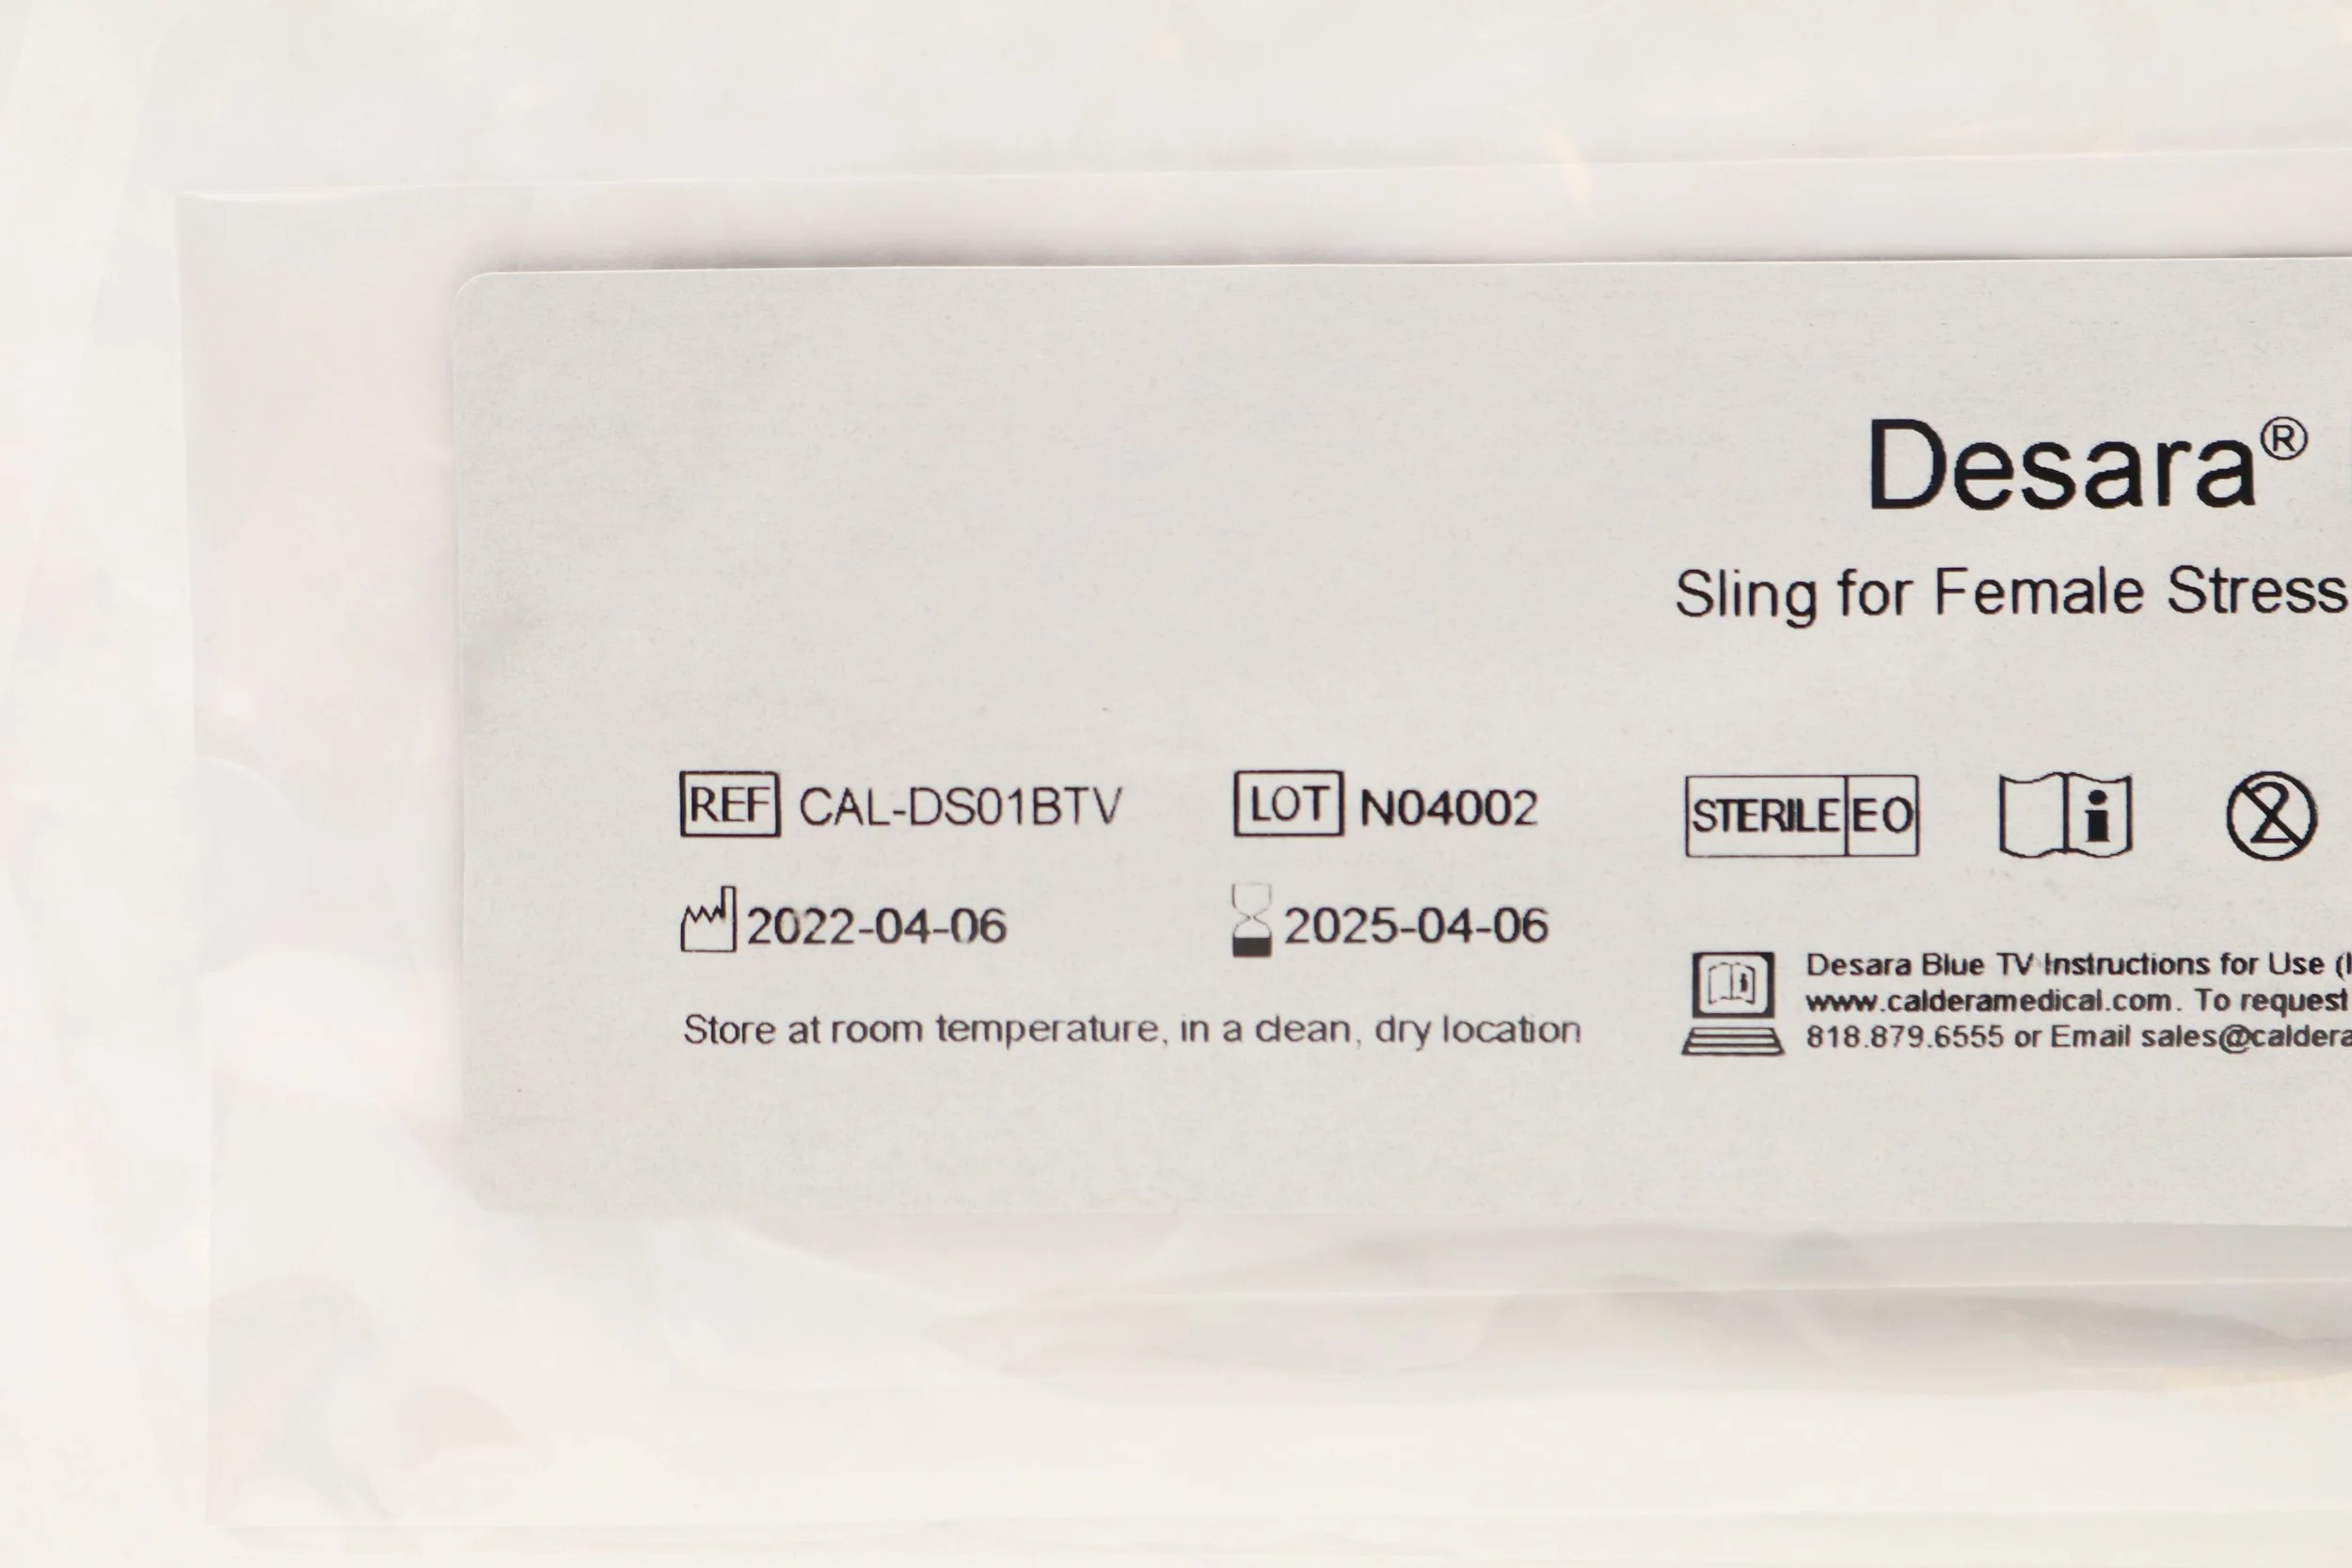 Desara®
Sling for Female Stress
REF CAL-DS01BTV
LOT N04002
STERILE EO
2022-04-06
2025-04-06
Store at room temperature, in a clean, dry location
Desara Blue TV Instructions for Use
www.calderamedical.com. To request
818.879.6555 or Email sales@caldera